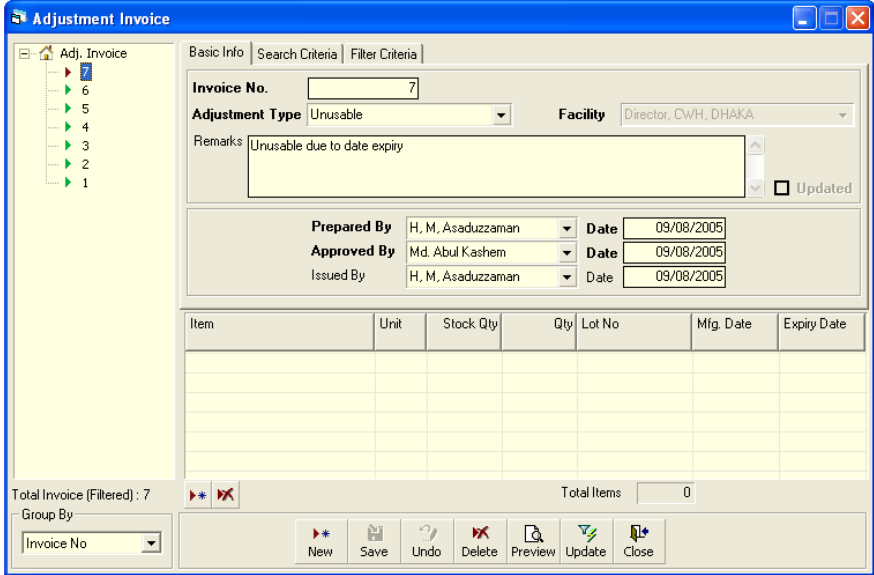 Adjustment Invoice
Adj. Invoice
7
6
5
4
3
2
1
Basic Info Search Criteria Filter Criteria
Invoice No. 7
Adjustment Type Unusable Facility Director, CWH, DHAKA
Remarks Unusable due to date expiry
Updated
Prepared By H, M, Asaduzzaman Date 09/08/2005
Approved By Md. Abul Kashem Date 09/08/2005
Issued By H, M, Asaduzzaman Date 09/08/2005
Item Unit Stock Qty Qty Lot No Mfg. Date Expiry Date
Total Invoice (Filtered) : 7 Total Items 0
Group By
Invoice No
New Save Undo Delete Preview Update Close